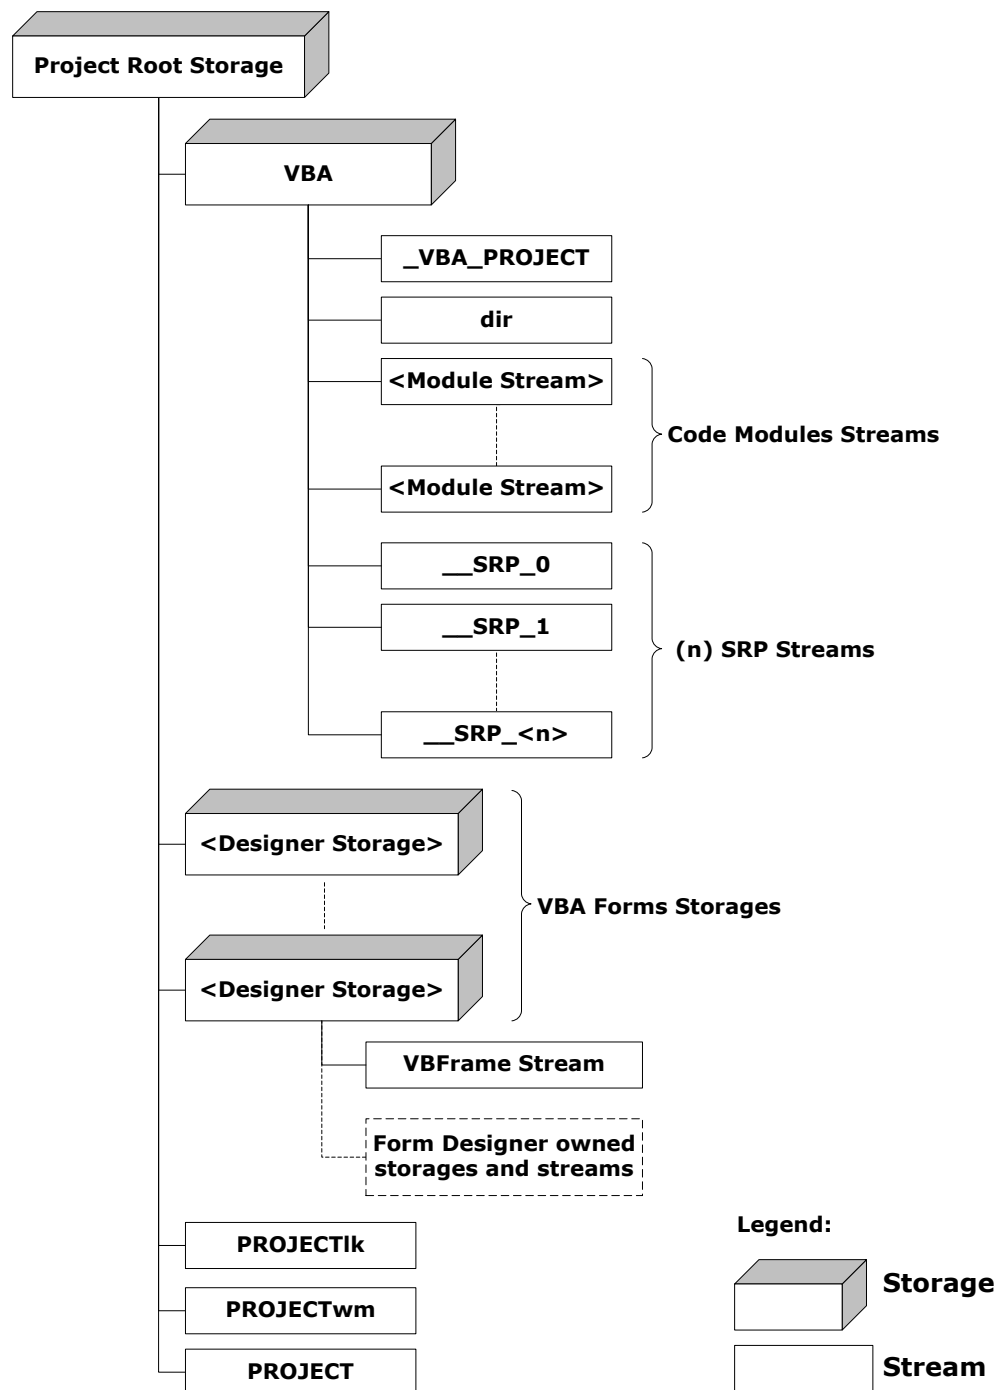 Project Root Storage
VBA
_VBA_PROJECT
dir
<Module Stream>
Code Modules Streams
<Module Stream>
__SRP_0
__SRP_1
(n) SRP Streams
__SRP_<n>
<Designer Storage>
VBA Forms Storages
<Designer Storage>
VBFrame Stream
Form Designer owned
storages and streams
PROJECTlk
PROJECTwm
PROJECT
Legend:
Storage
Stream